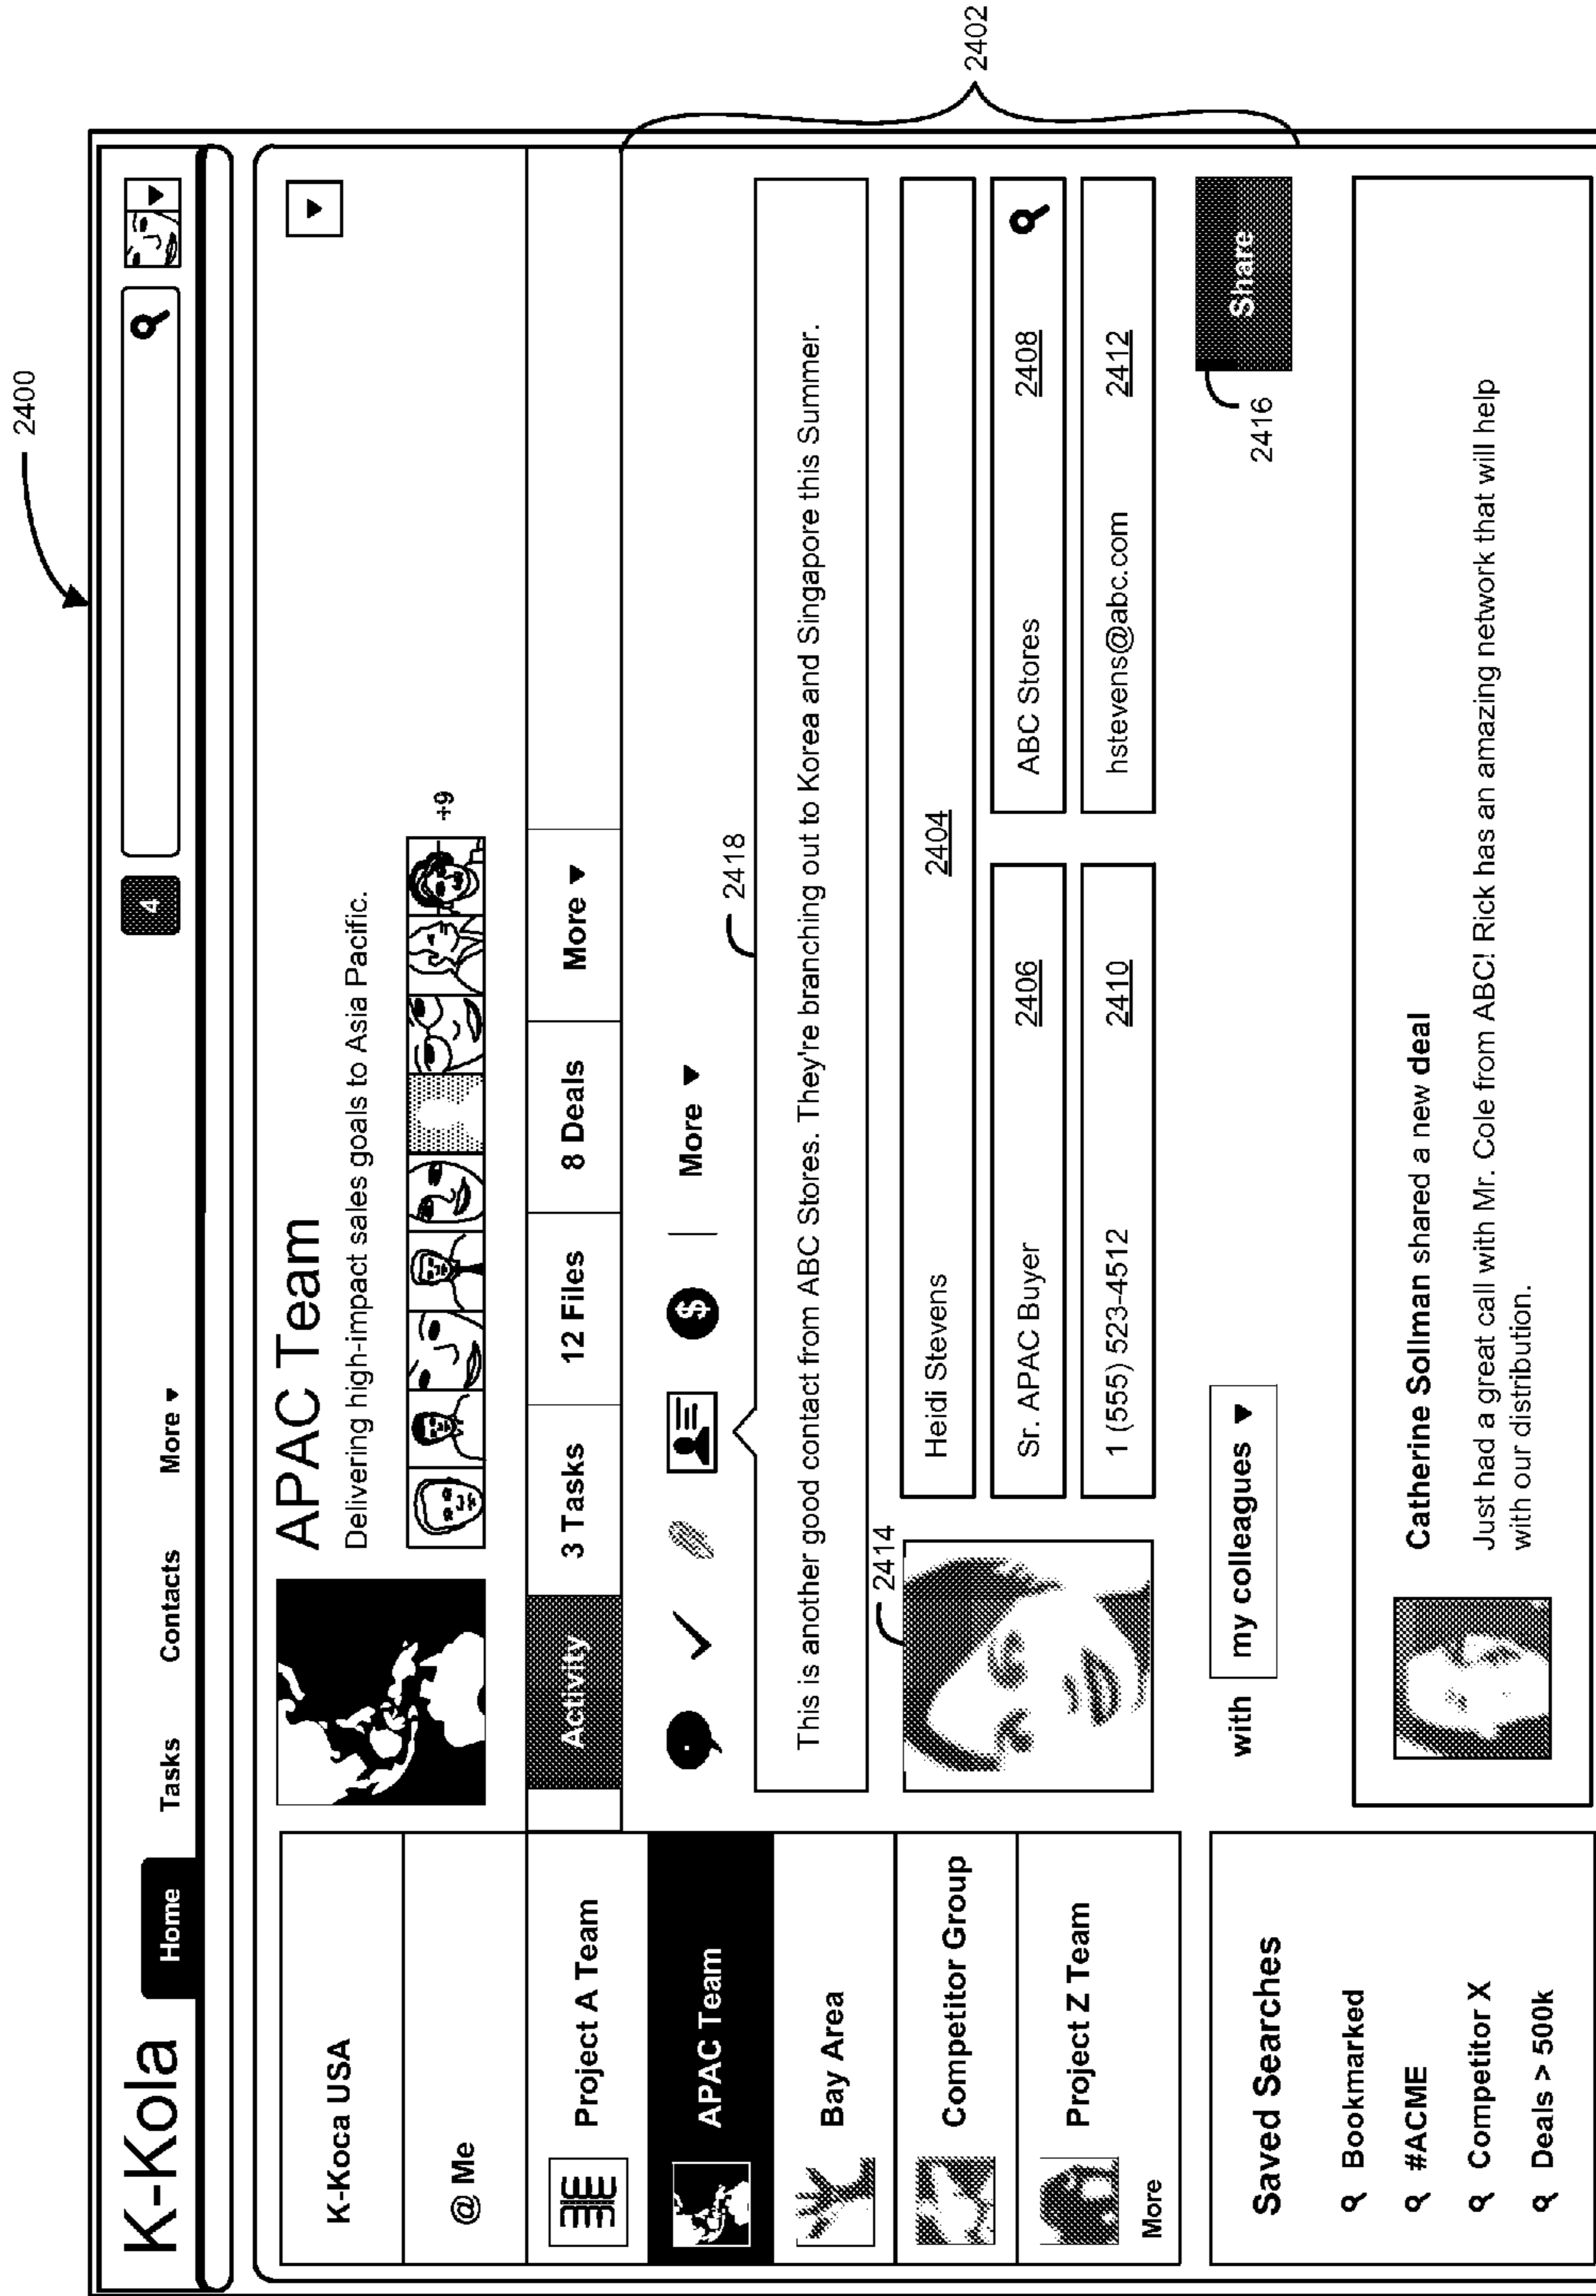 2400
K-Kola
Home
Tasks
Contacts
More
4
K-Koca USA
@ Me
Project A Team
APAC Team
Bay Area
Competitor Group
Project Z Team
More
Saved Searches
Bookmarked
#ACME
Competitor X
Deals > 500k
APAC Team
Delivering high-impact sales goals to Asia Pacific.
+9
Activity
3 Tasks
12 Files
8 Deals
More
$
More
2418
This is another good contact from ABC Stores. They're branching out to Korea and Singapore this Summer.
2402
2414
Heidi Stevens 2404
Sr. APAC Buyer 2406
ABC Stores 2408
1 (555) 523-4512 2410
hstevens@abc.com 2412
with my colleagues
2416
Share
Catherine Sollman shared a new deal
Just had a great call with Mr. Cole from ABC! Rick has an amazing network that will help
with our distribution.